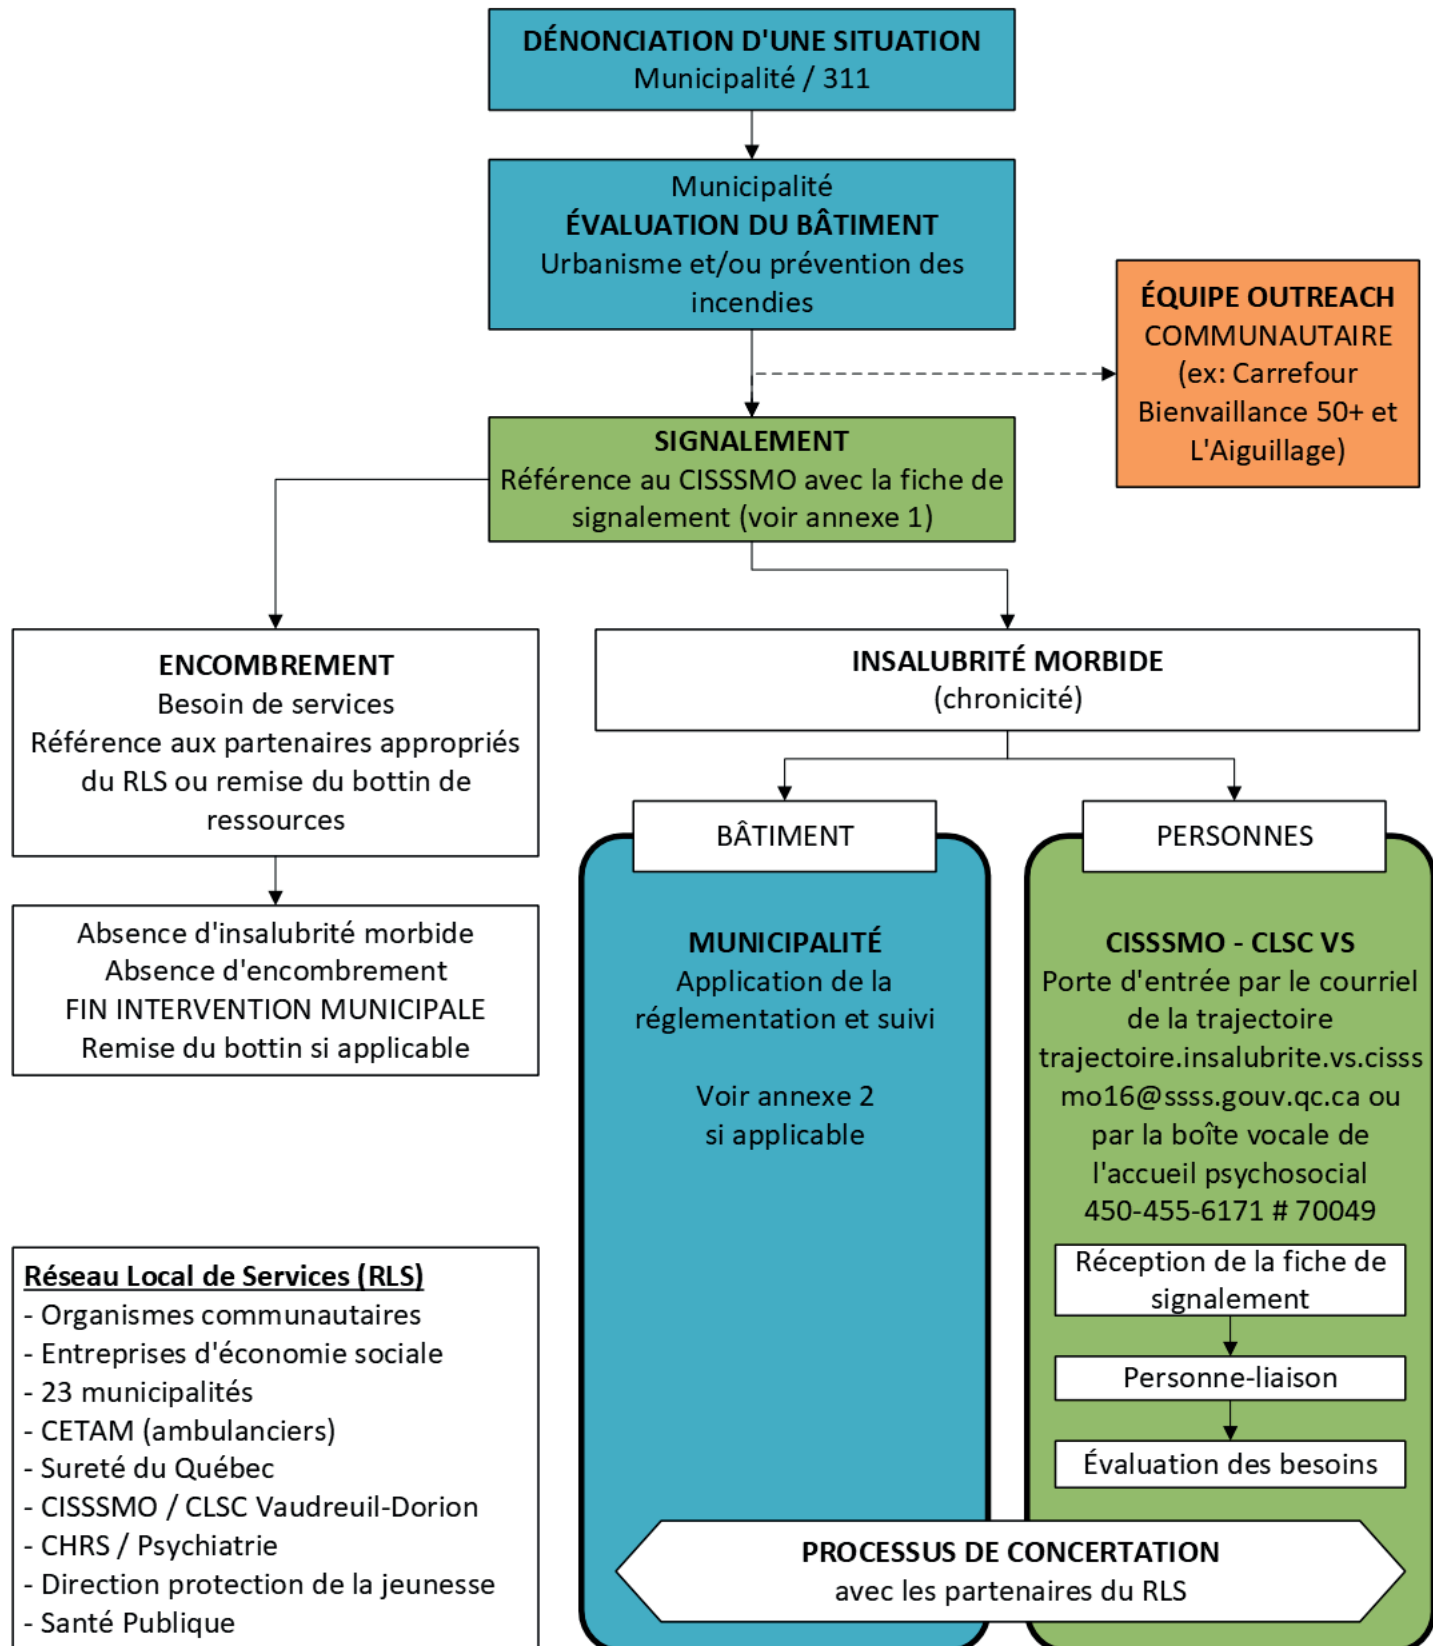 DÉNONCIATION D'UNE SITUATION
Municipalité / 311
Municipalité
ÉVALUATION DU BÂTIMENT
Urbanisme et/ou prévention des
incendies
ÉQUIPE OUTREACH
COMMUNAUTAIRE
(ex: Carrefour
Bienvaillance 50+ et
L'Aiguillage)
SIGNALEMENT
Référence au CISSSMO avec la fiche de
signalement (voir annexe 1)
ENCOMBREMENT
Besoin de services
Référence aux partenaires appropriés
du RLS ou remise du bottin de
ressources
Absence d'insalubrité morbide
Absence d'encombrement
FIN INTERVENTION MUNICIPALE
Remise du bottin si applicable
INSALUBRITÉ MORBIDE
(chronicité)
BÂTIMENT
MUNICIPALITÉ
Application de la
réglementation et suivi
Voir annexe 2
si applicable
PERSONNES
CISSSMO - CLSC VS
Porte d'entrée par le courriel
de la trajectoire
trajectoire.insalubrite.vs.cisss
mo16@ssss.gouv.qc.ca ou
par la boîte vocale de
l'accueil psychosocial
450-455-6171 # 70049
Réception de la fiche de
signalement
Personne-liaison
Évaluation des besoins
PROCESSUS DE CONCERTATION
avec les partenaires du RLS
Réseau Local de Services (RLS)
- Organismes communautaires
- Entreprises d'économie sociale
- 23 municipalités
- CETAM (ambulanciers)
- Sureté du Québec
- CISSSMO / CLSC Vaudreuil-Dorion
- CHRS / Psychiatrie
- Direction protection de la jeunesse
- Santé Publique